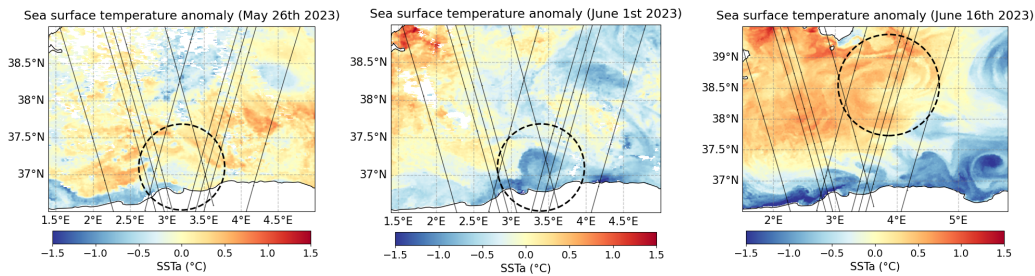 Sea surface temperature anomaly (May 26th 2023)
38.5°N
38°N
37.5°N
37°N
1.5°E 2°E 2.5°E 3°E 3.5°E 4°E 4.5°E
−1.5 −1.0 −0.5 0.0 0.5 1.0 1.5
SSTa (°C)
Sea surface temperature anomaly (June 1st 2023)
38.5°N
38°N
37.5°N
37°N
1.5°E 2°E 2.5°E 3°E 3.5°E 4°E 4.5°E
−1.5 −1.0 −0.5 0.0 0.5 1.0 1.5
SSTa (°C)
Sea surface temperature anomaly (June 16th 2023)
39°N
38.5°N
38°N
37.5°N
37°N
2°E 3°E 4°E 5°E
−1.5 −1.0 −0.5 0.0 0.5 1.0 1.5
SSTa (°C)